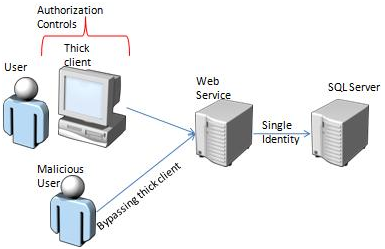 Authorization
Controls
Thick
client
User
Web
Service
SQL Server
Single
Identity
Malicious
User
Bypassing thick client